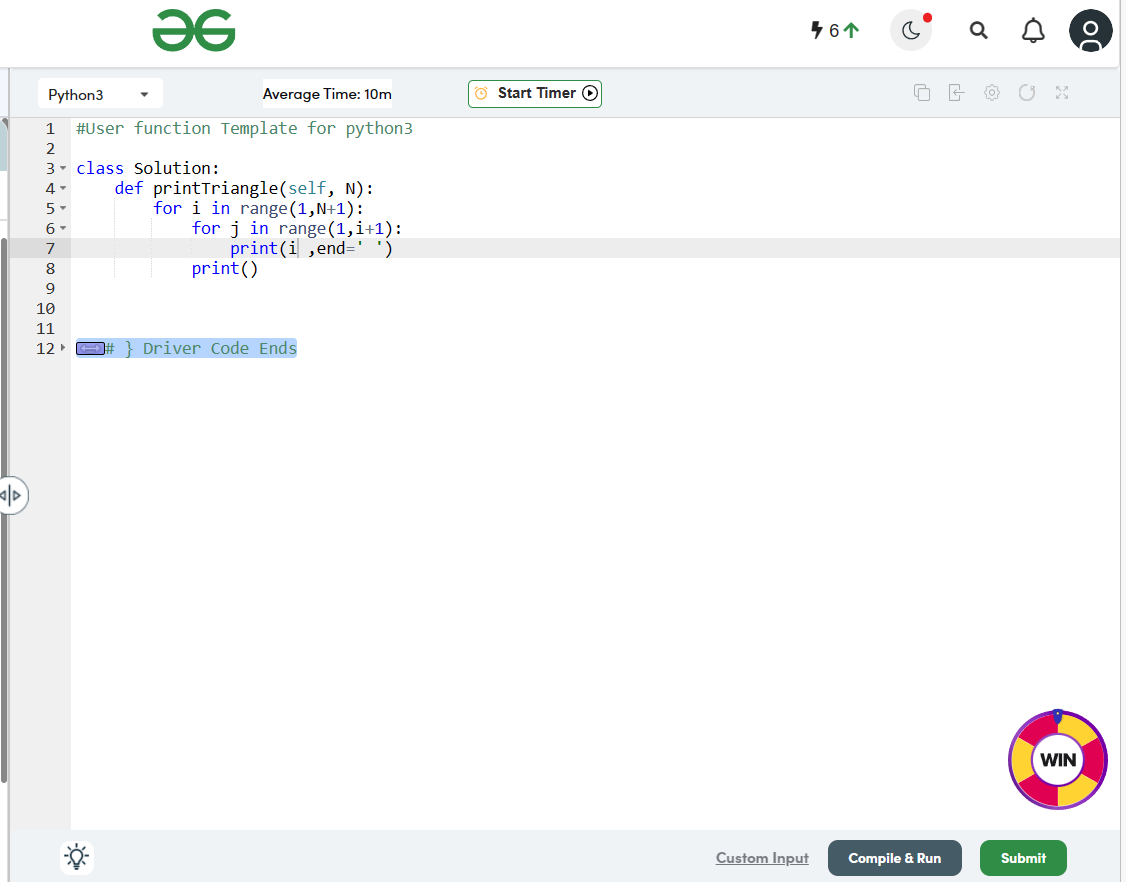 6
Python3
Average Time: 10m
Start Timer
1 #User function Template for python3
2
3 class Solution:
4     def printTriangle(self, N):
5         for i in range(1,N+1):
6             for j in range(1,i+1):
7                 print(i ,end=' ')
8             print()
9
10
11
12 # } Driver Code Ends
WIN
Custom Input
Compile & Run
Submit